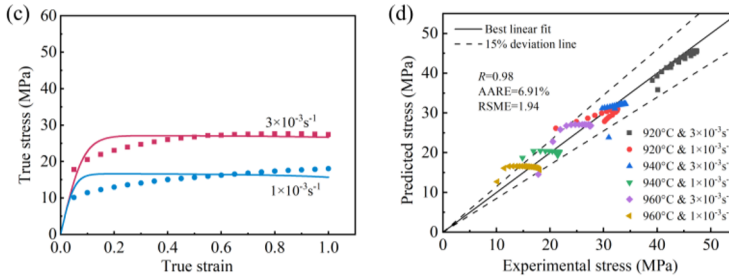 (c)
60
50
40
30
20
10
0
True stress (MPa)
3×10⁻³s⁻¹
1×10⁻³s⁻¹
0.0 0.2 0.4 0.6 0.8 1.0
True strain
(d)
50
40
30
20
10
0
Predicted stress (MPa)
Best linear fit
15% deviation line
R=0.98
AARE=6.91%
RSME=1.94
920°C & 3×10⁻³s⁻¹
920°C & 1×10⁻³s⁻¹
940°C & 3×10⁻³s⁻¹
940°C & 1×10⁻³s⁻¹
960°C & 3×10⁻³s⁻¹
960°C & 1×10⁻³s⁻¹
0 10 20 30 40 50
Experimental stress (MPa)